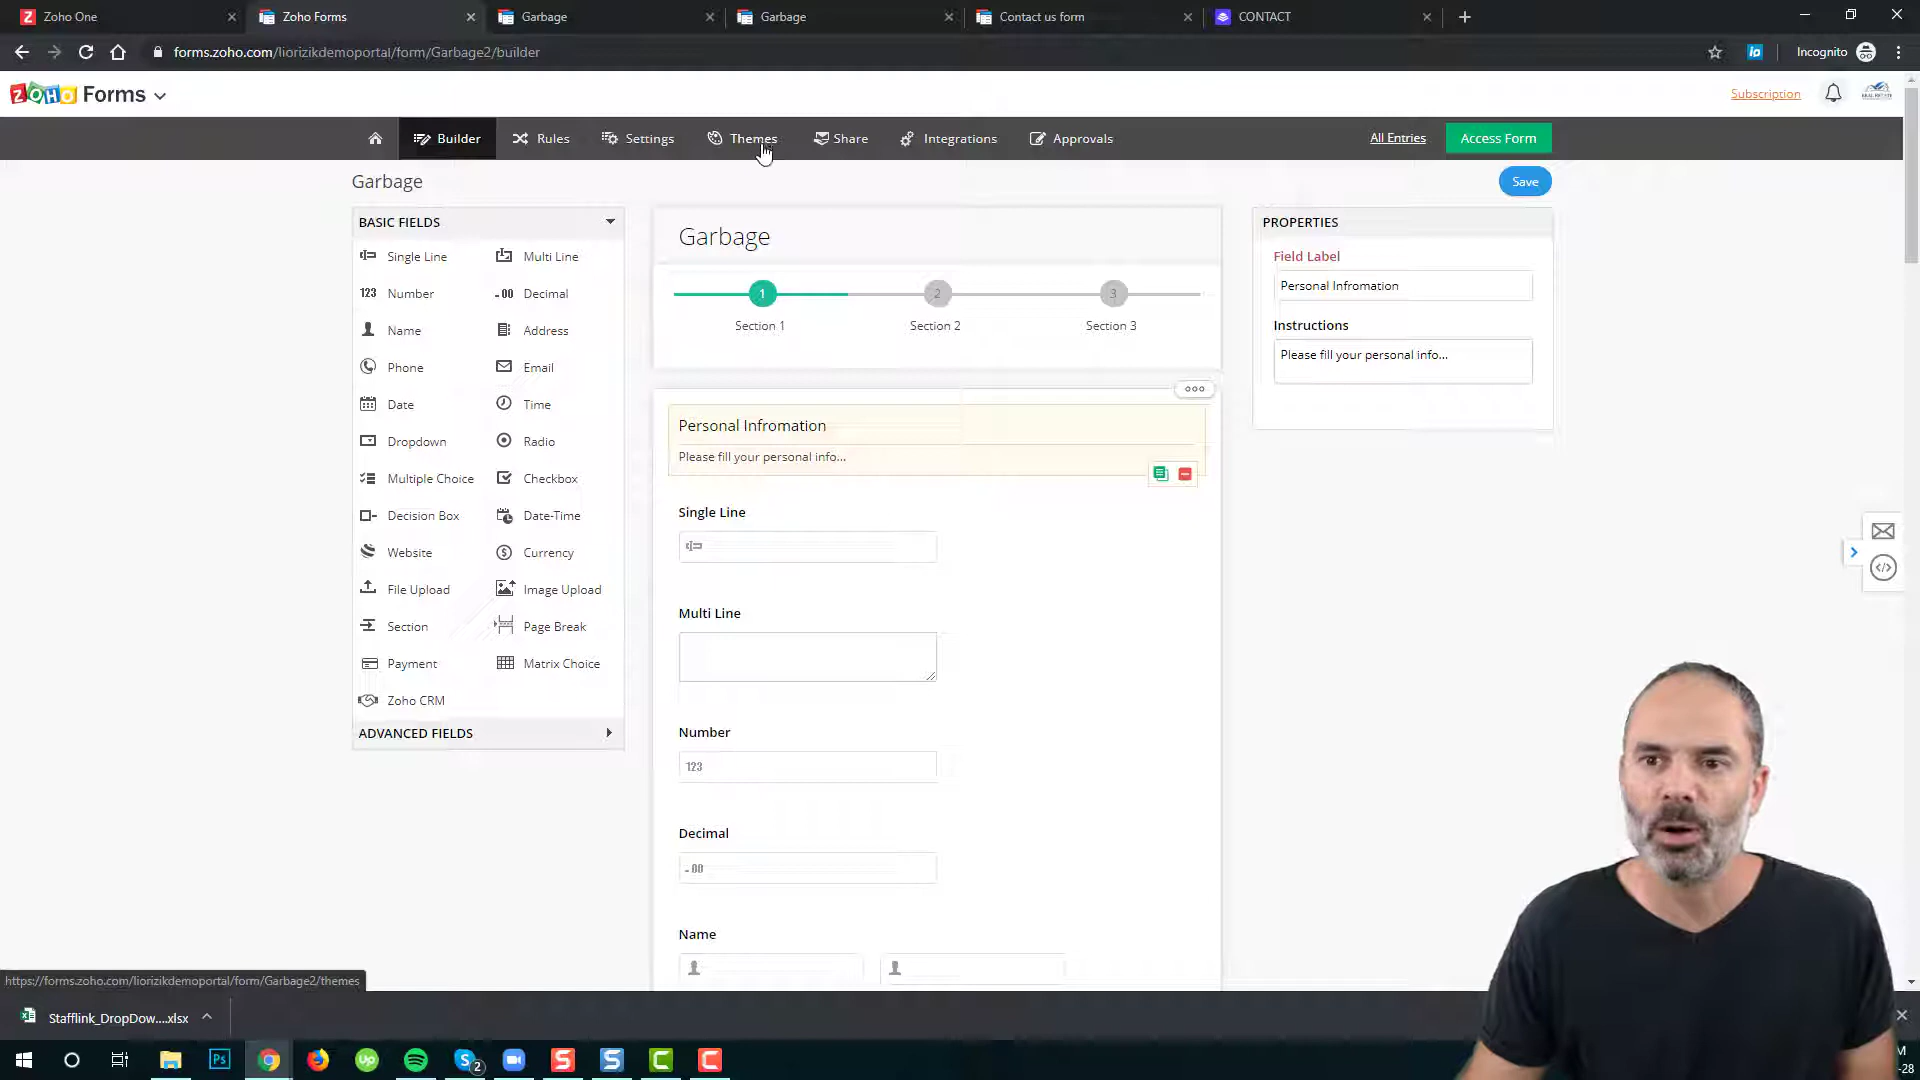 Zoho One
Zoho Forms
Garbage
Garbage
Contact us form
CONTACT
forms.zoho.com/liorizikdemoportal/form/Garbage2/builder
Incognito
ZOHO Forms
Subscription
Builder
Rules
Settings
Themes
Share
Integrations
Approvals
All Entries
Access Form
Garbage
Save
BASIC FIELDS
Single Line
Multi Line
Number
Decimal
Name
Address
Phone
Email
Date
Time
Dropdown
Radio
Multiple Choice
Checkbox
Decision Box
Date-Time
Website
Currency
File Upload
Image Upload
Section
Page Break
Payment
Matrix Choice
Zoho CRM
ADVANCED FIELDS
Garbage
1
2
3
Section 1
Section 2
Section 3
Personal Infromation
Please fill your personal info...
Single Line
Multi Line
Number
123
Decimal
.00
Name
PROPERTIES
Field Label
Personal Infromation
Instructions
Please fill your personal info...
https://forms.zoho.com/liorizikdemoportal/form/Garbage2/themes
Stafflink_DropDow....xlsx
2
M
-28